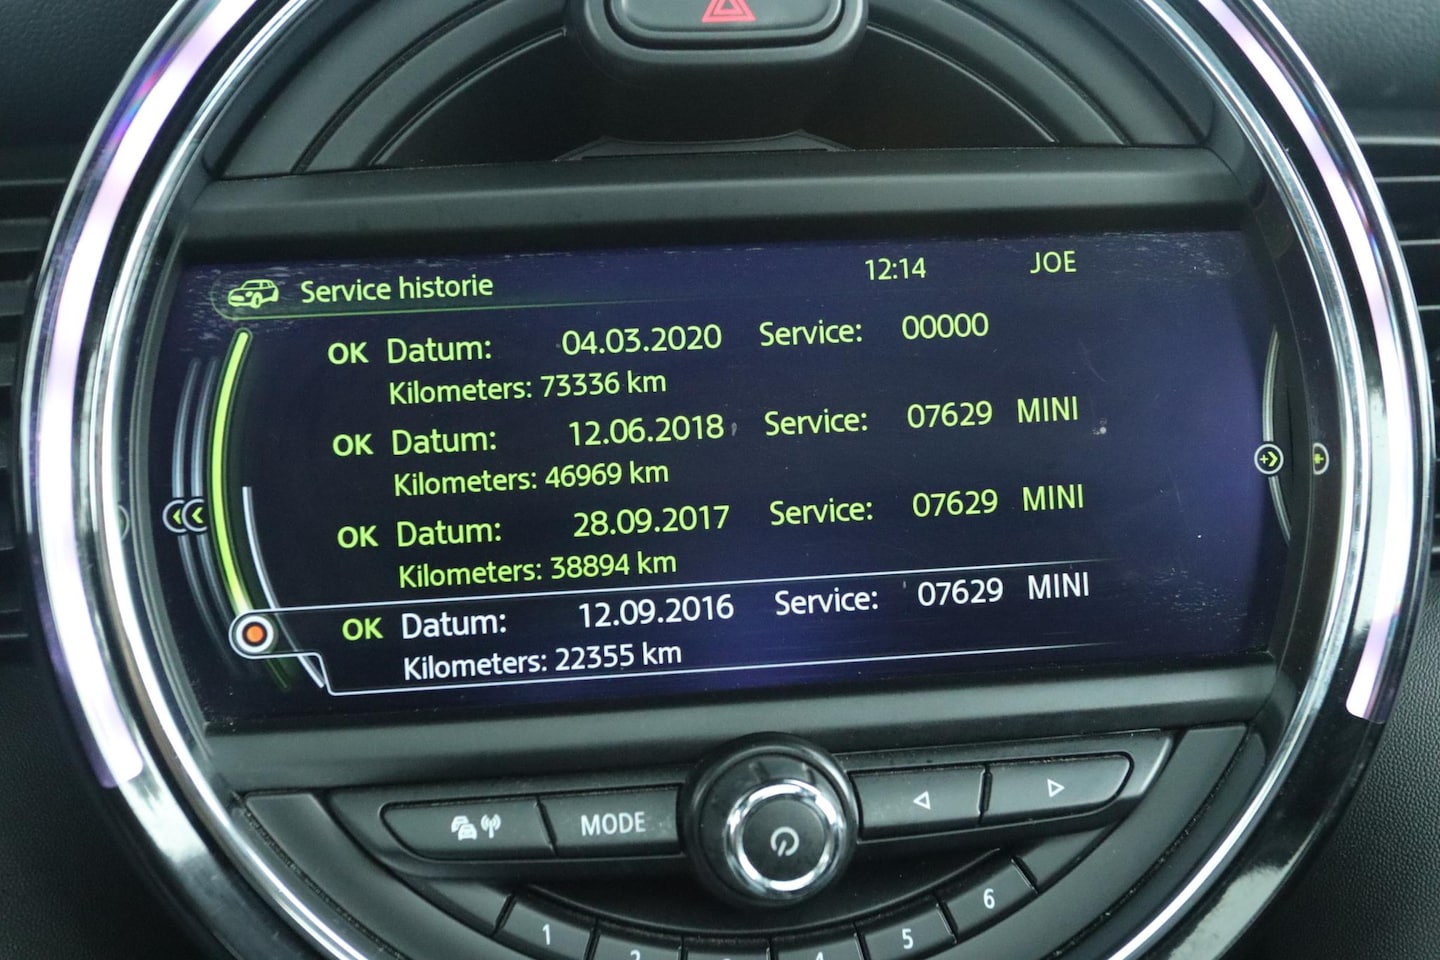 Service historie 12:14 JOE
OK Datum: 04.03.2020 Service: 00000
Kilometers: 73336 km
OK Datum: 12.06.2018 Service: 07629 MINI
Kilometers: 46969 km
OK Datum: 28.09.2017 Service: 07629 MINI
Kilometers: 38894 km
OK Datum: 12.09.2016 Service: 07629 MINI
Kilometers: 22355 km
MODE
1 2 3 4 5 6